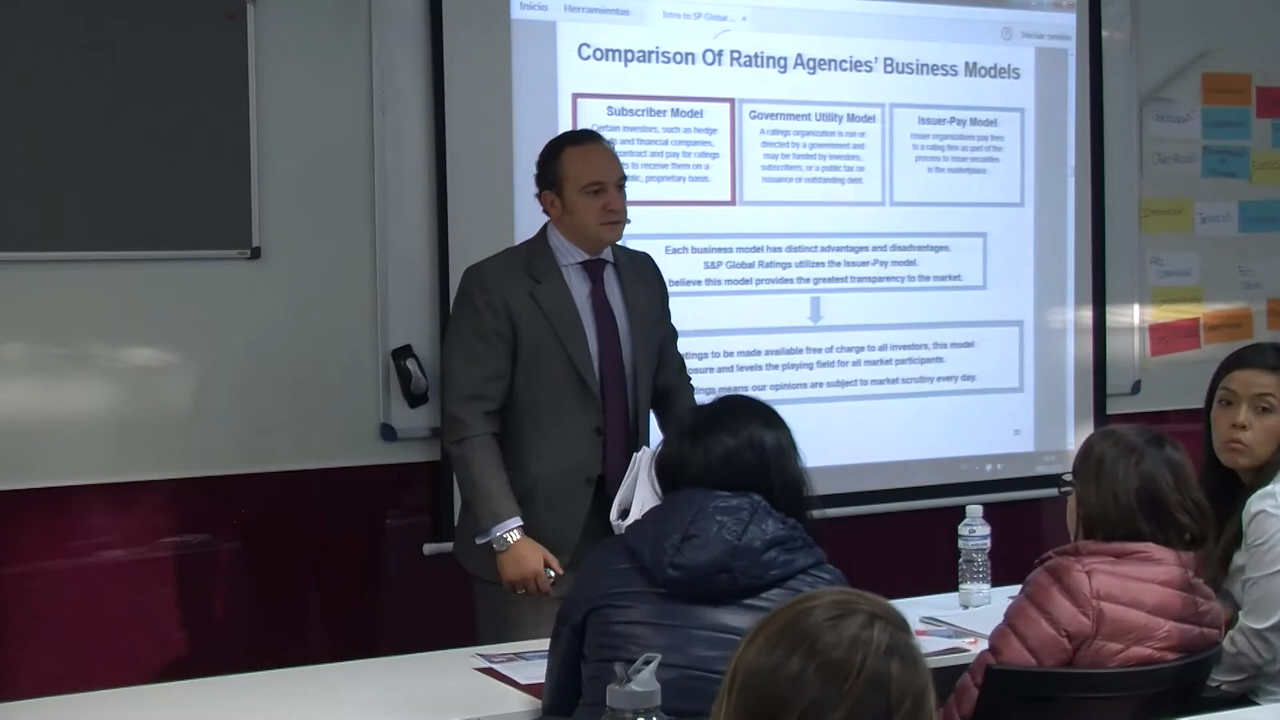 Inicio Herramientas Intro to SP Global ... ×
Iniciar sesión
Comparison Of Rating Agencies' Business Models
Subscriber Model
Certain investors, such as hedge
and financial companies,
contract and pay for ratings
to receive them on a
proprietary basis.
Government Utility Model
A ratings organization is run or
directed by a government and
may be funded by investors,
subscribers, or a public tax on
issuance or outstanding debt.
Issuer-Pay Model
Issuer organizations pay fees
to a rating firm as part of the
process to issue securities
in the marketplace.
Each business model has distinct advantages and disadvantages.
S&P Global Ratings utilizes the Issuer-Pay model.
believe this model provides the greatest transparency to the market.
to be made available free of charge to all investors, this model
and levels the playing field for all market participants.
means our opinions are subject to market scrutiny every day.